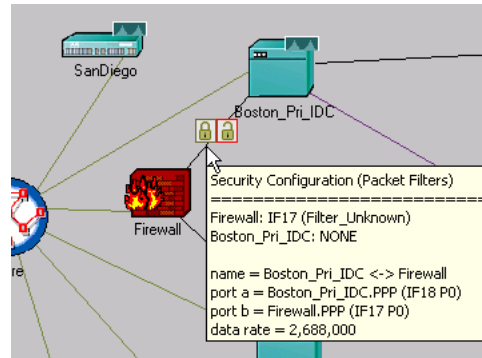 SanDiego
Boston_Pri_IDC
Firewall
re
Security Configuration (Packet Filters)
===========================
Firewall: IF17 (Filter_Unknown)
Boston_Pri_IDC: NONE
name = Boston_Pri_IDC <-> Firewall
port a = Boston_Pri_IDC.PPP (IF18 P0)
port b = Firewall.PPP (IF17 P0)
data rate = 2,688,000